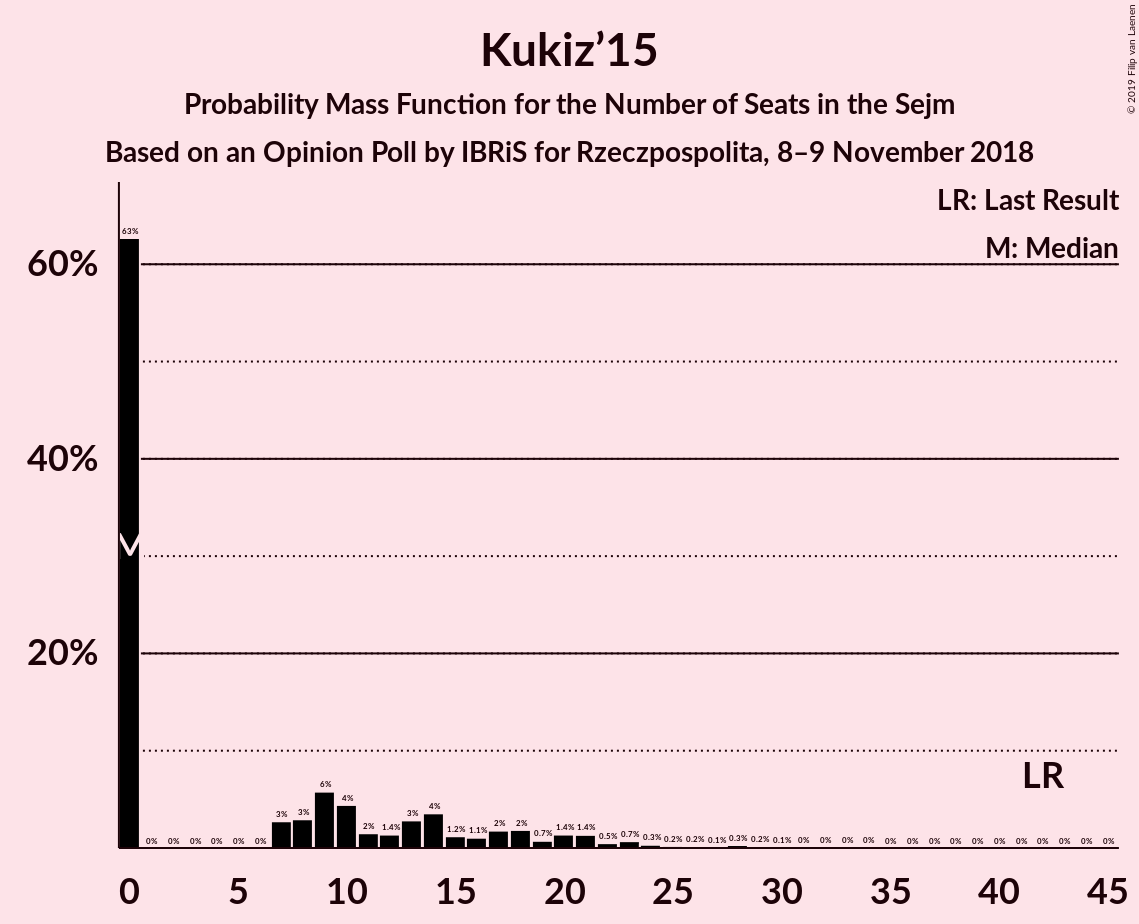 Kukiz’15
Probability Mass Function for the Number of Seats in the Sejm
Based on an Opinion Poll by IBRiS for Rzeczpospolita, 8–9 November 2018
© 2019 Filip van Laenen
LR: Last Result
M: Median
60%
40%
20%
63% 0% 0% 0% 0% 0% 0% 3% 3% 6% 4% 2% 1.4% 3% 4% 1.2% 1.1% 2% 2% 0.7% 1.4% 1.4% 0.5% 0.7% 0.3% 0.2% 0.2% 0.1% 0.3% 0.2% 0.1% 0% 0% 0% 0% 0% 0% 0% 0% 0% 0% 0% 0% 0% 0% 0%
LR
0 5 10 15 20 25 30 35 40 45